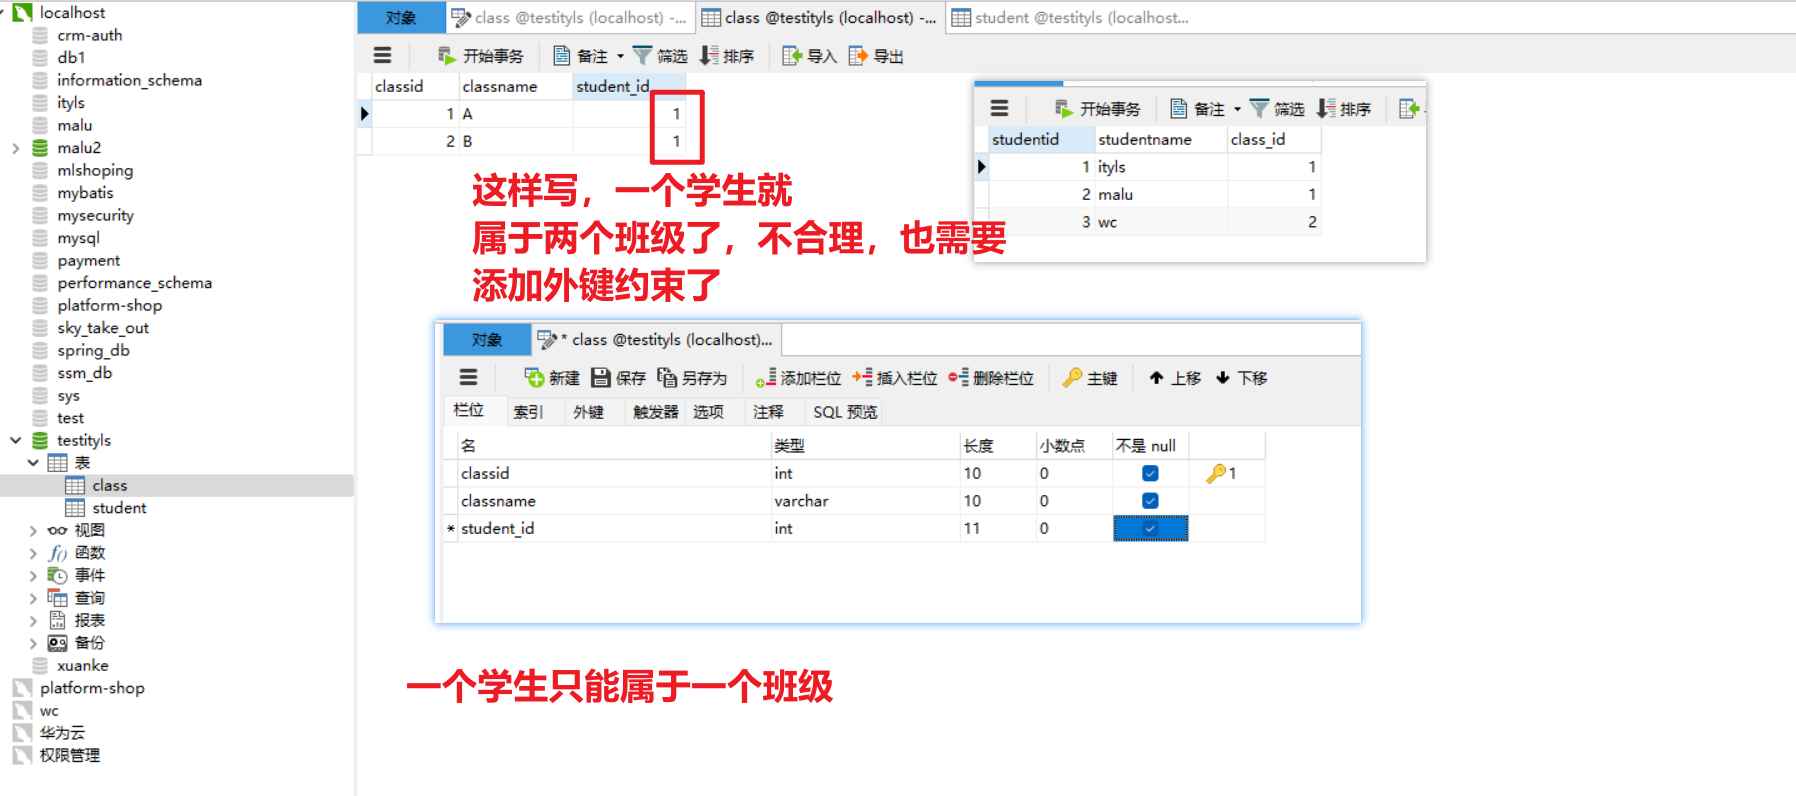 localhost
crm-auth
db1
information_schema
ityls
malu
malu2
mlshoping
mybatis
mysecurity
mysql
payment
performance_schema
platform-shop
sky_take_out
spring_db
ssm_db
sys
test
testityls
表
class
student
视图
f() 函数
事件
查询
报表
备份
xuanke
platform-shop
wc
华为云
权限管理
对象 class @testityls (localhost) -... class @testityls (localhost) -... student @testityls (localhost...
开始事务 备注 筛选 排序 导入 导出
classid classname student_id
1 A 1
2 B 1
开始事务 备注 筛选 排序
studentid studentname class_id
1 ityls 1
2 malu 1
3 wc 2
这样写，一个学生就
属于两个班级了，不合理，也需要
添加外键约束了
对象 * class @testityls (localhost)...
新建 保存 另存为 添加栏位 插入栏位 删除栏位 主键 上移 下移
栏位 索引 外键 触发器 选项 注释 SQL 预览
名 类型 长度 小数点 不是 null
classid int 10 0 1
classname varchar 10 0
* student_id int 11 0
一个学生只能属于一个班级